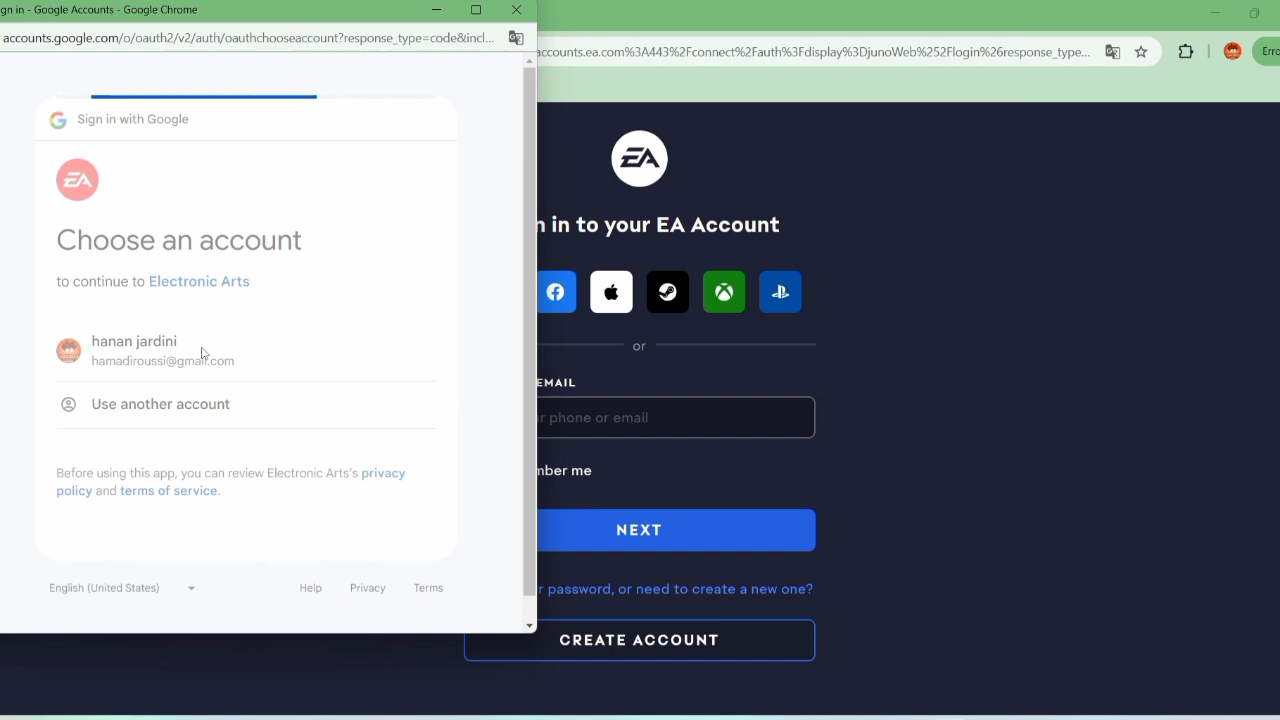 gn in - Google Accounts - Google Chrome
accounts.google.com/o/oauth2/v2/auth/oauthchooseaccount?response_type=code&incl...
Sign in with Google
EA
Choose an account
to continue to Electronic Arts
hanan jardini
hamadiroussi@gmail.com
Use another account
Before using this app, you can review Electronic Arts's privacy
policy and terms of service.
English (United States)
Help Privacy Terms
accounts.ea.com%3A443%2Fconnect%2Fauth%3Fdisplay%3DjunoWeb%252Flogin%26response_type...
Erro
EA
n in to your EA Account
or
EMAIL
r phone or email
mber me
NEXT
r password, or need to create a new one?
CREATE ACCOUNT